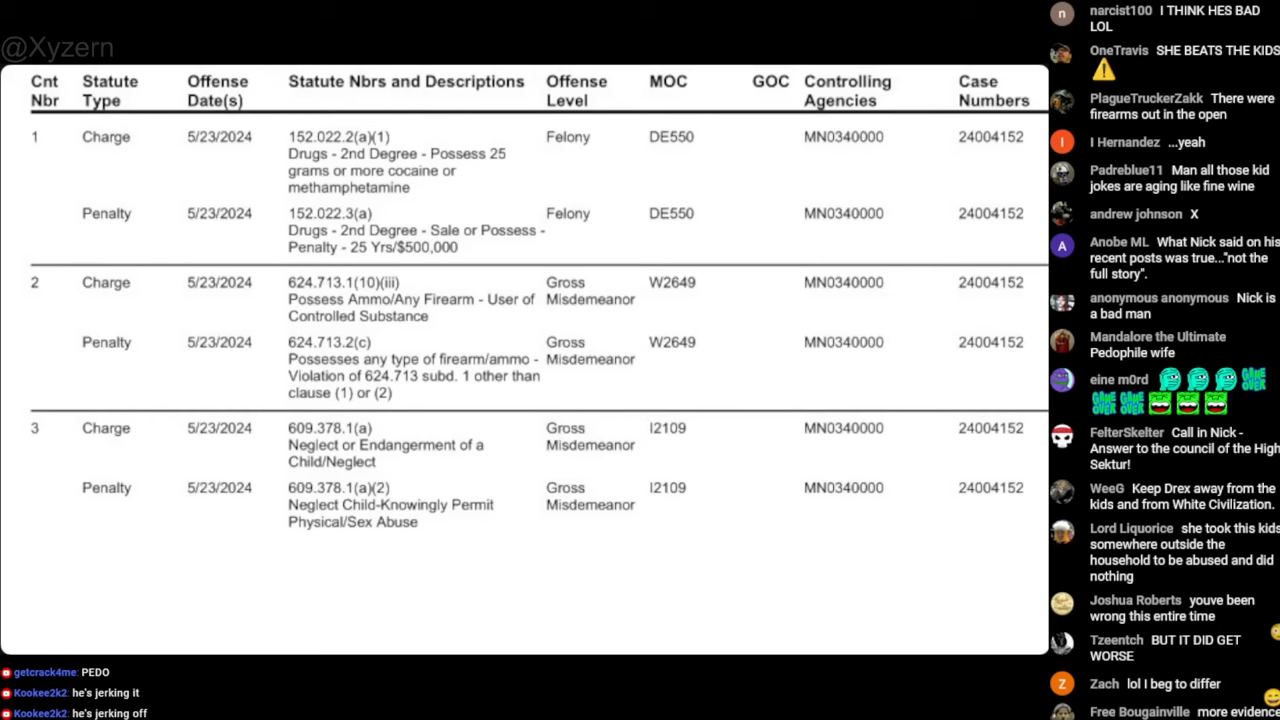 @Xyzern
Cnt Nbr Statute Type Offense Date(s) Statute Nbrs and Descriptions Offense Level MOC GOC Controlling Agencies Case Numbers
1 Charge 5/23/2024 152.022.2(a)(1) Felony DE550 MN0340000 24004152
Drugs - 2nd Degree - Possess 25
grams or more cocaine or
methamphetamine
Penalty 5/23/2024 152.022.3(a) Felony DE550 MN0340000 24004152
Drugs - 2nd Degree - Sale or Possess -
Penalty - 25 Yrs/$500,000
2 Charge 5/23/2024 624.713.1(10)(iii) Gross W2649 MN0340000 24004152
Possess Ammo/Any Firearm - User of Misdemeanor
Controlled Substance
Penalty 5/23/2024 624.713.2(c) Gross W2649 MN0340000 24004152
Possesses any type of firearm/ammo - Misdemeanor
Violation of 624.713 subd. 1 other than
clause (1) or (2)
3 Charge 5/23/2024 609.378.1(a) Gross I2109 MN0340000 24004152
Neglect or Endangerment of a Misdemeanor
Child/Neglect
Penalty 5/23/2024 609.378.1(a)(2) Gross I2109 MN0340000 24004152
Neglect Child-Knowingly Permit Misdemeanor
Physical/Sex Abuse
getcrack4me: PEDO
Kookee2k2: he's jerking it
Kookee2k2: he's jerking off
n
narcist100 I THINK HES BAD
LOL
OneTravis SHE BEATS THE KIDS
PlagueTruckerZakk There were
firearms out in the open
I
I Hernandez ...yeah
Padreblue11 Man all those kid
jokes are aging like fine wine
andrew johnson X
A
Anobe ML What Nick said on his
recent posts was true..."not the
full story".
anonymous anonymous Nick is
a bad man
Mandalore the Ultimate
Pedophile wife
eine m0rd GAME OVER
GAME OVER GAME OVER
FelterSkelter Call in Nick -
Answer to the council of the High
Sektur!
WeeG Keep Drex away from the
kids and from White Civilization.
Lord Liquorice she took this kids
somewhere outside the
household to be abused and did
nothing
Joshua Roberts youve been
wrong this entire time
Tzeentch BUT IT DID GET
WORSE
Z
Zach lol I beg to differ
Free Bougainville more evidence